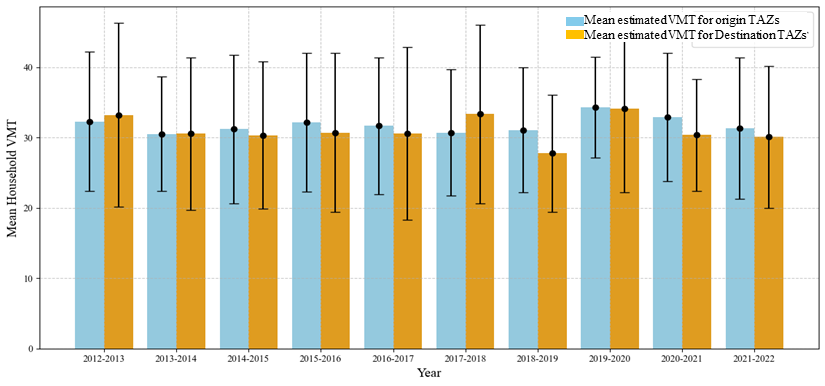 Mean estimated VMT for origin TAZs
Mean estimated VMT for Destination TAZs
Mean Household VMT
40
30
20
10
0
2012-2013 2013-2014 2014-2015 2015-2016 2016-2017 2017-2018 2018-2019 2019-2020 2020-2021 2021-2022
Year